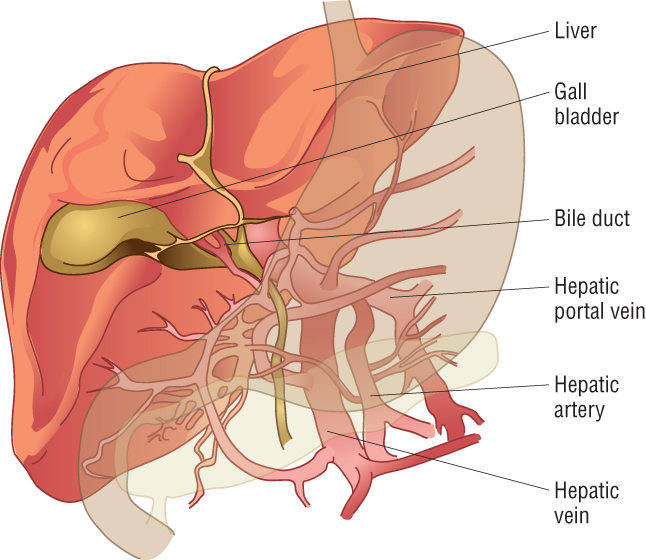 Liver
Gall
bladder
Bile duct
Hepatic
portal vein
Hepatic
artery
Hepatic
vein